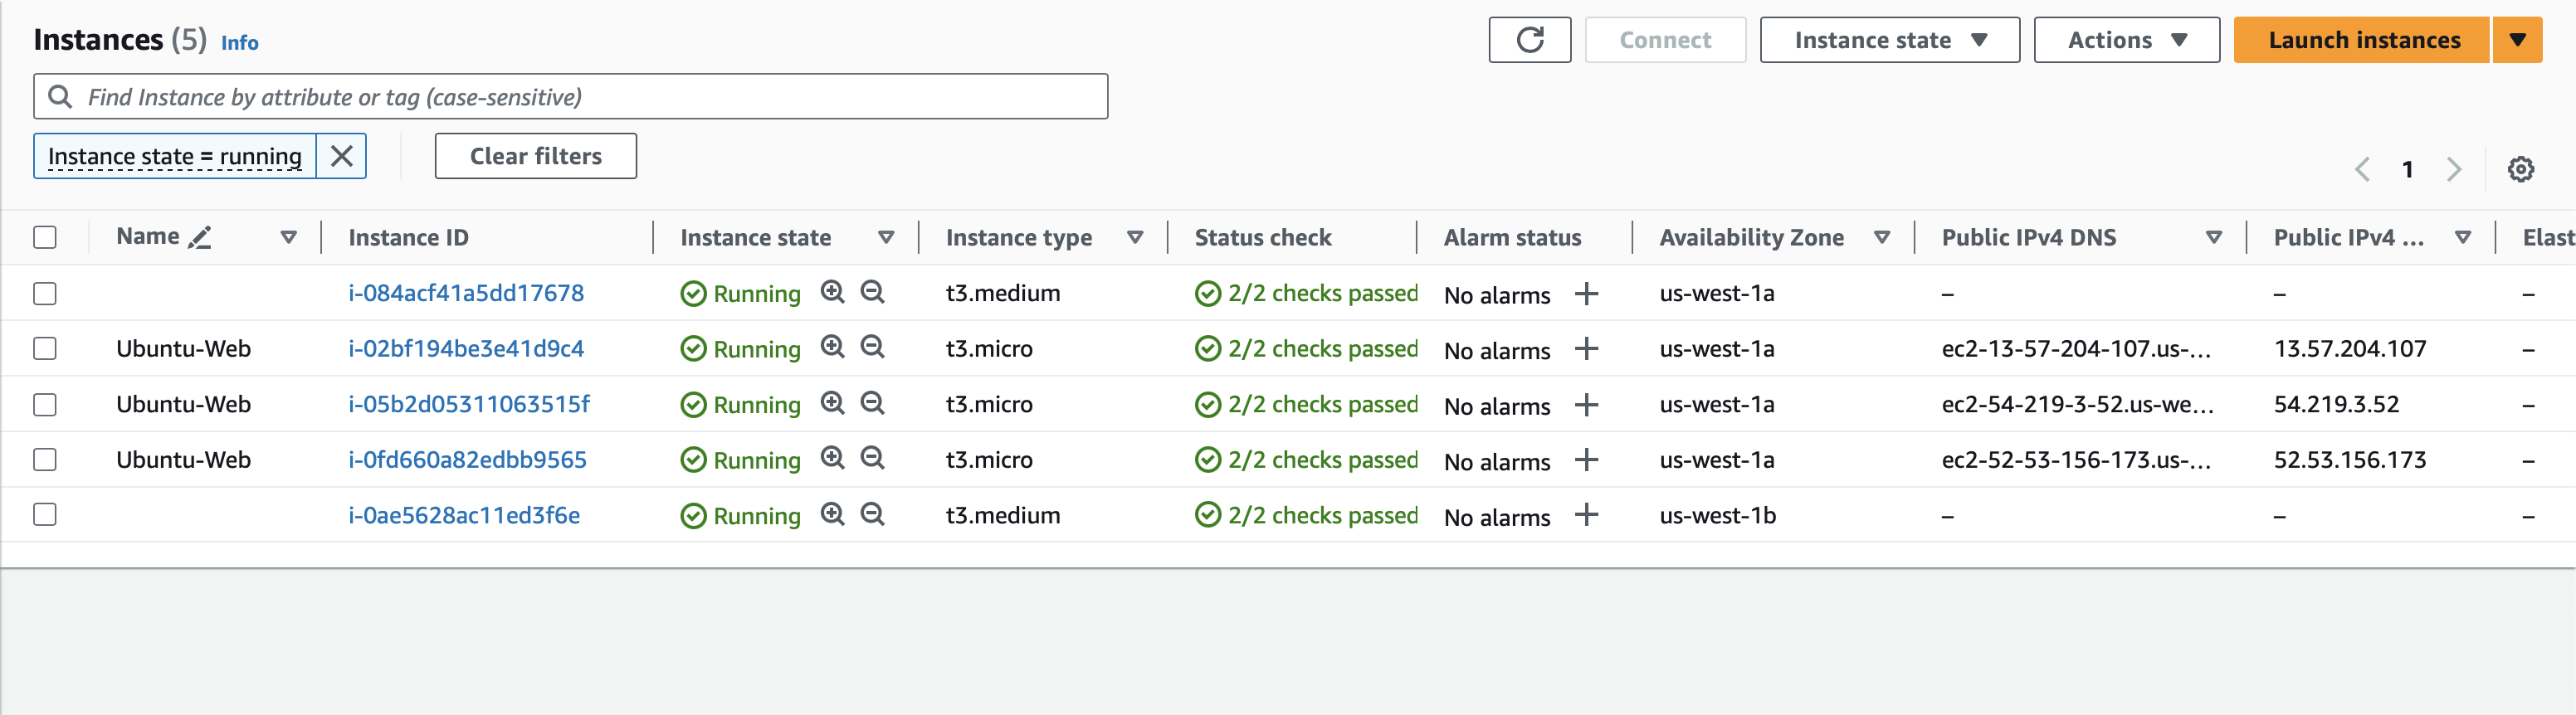 Instances (5) Info
Connect Instance state Actions Launch instances
Find Instance by attribute or tag (case-sensitive)
Instance state = running Clear filters
1
Name Instance ID Instance state Instance type Status check Alarm status Availability Zone Public IPv4 DNS Public IPv4 ... Elast
i-084acf41a5dd17678 Running t3.medium 2/2 checks passed No alarms + us-west-1a – – –
Ubuntu-Web i-02bf194be3e41d9c4 Running t3.micro 2/2 checks passed No alarms + us-west-1a ec2-13-57-204-107.us-... 13.57.204.107 –
Ubuntu-Web i-05b2d05311063515f Running t3.micro 2/2 checks passed No alarms + us-west-1a ec2-54-219-3-52.us-we... 54.219.3.52 –
Ubuntu-Web i-0fd660a82edbb9565 Running t3.micro 2/2 checks passed No alarms + us-west-1a ec2-52-53-156-173.us-... 52.53.156.173 –
i-0ae5628ac11ed3f6e Running t3.medium 2/2 checks passed No alarms + us-west-1b – – –